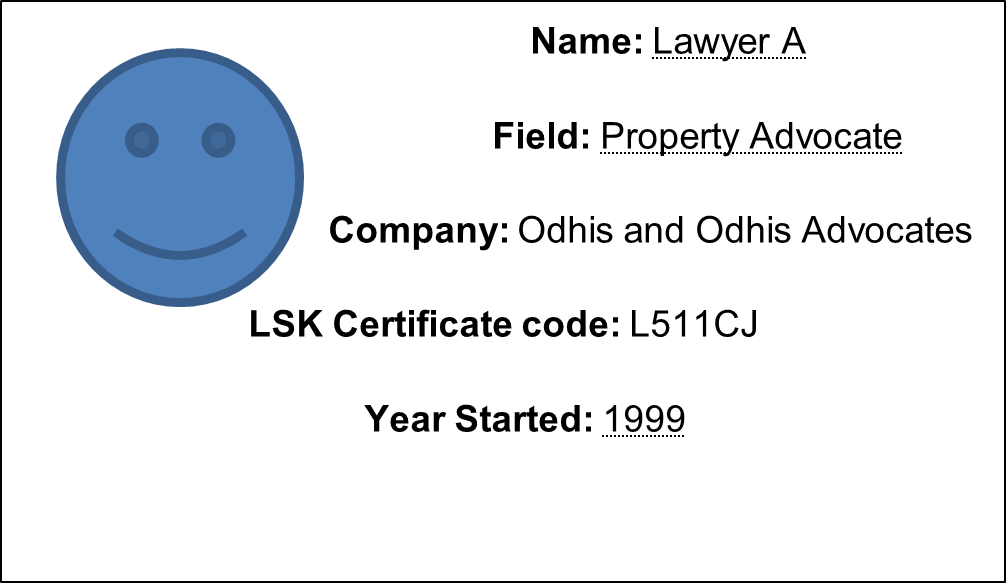 Name: Lawyer A
Field: Property Advocate
Company: Odhis and Odhis Advocates
LSK Certificate code: L511CJ
Year Started: 1999